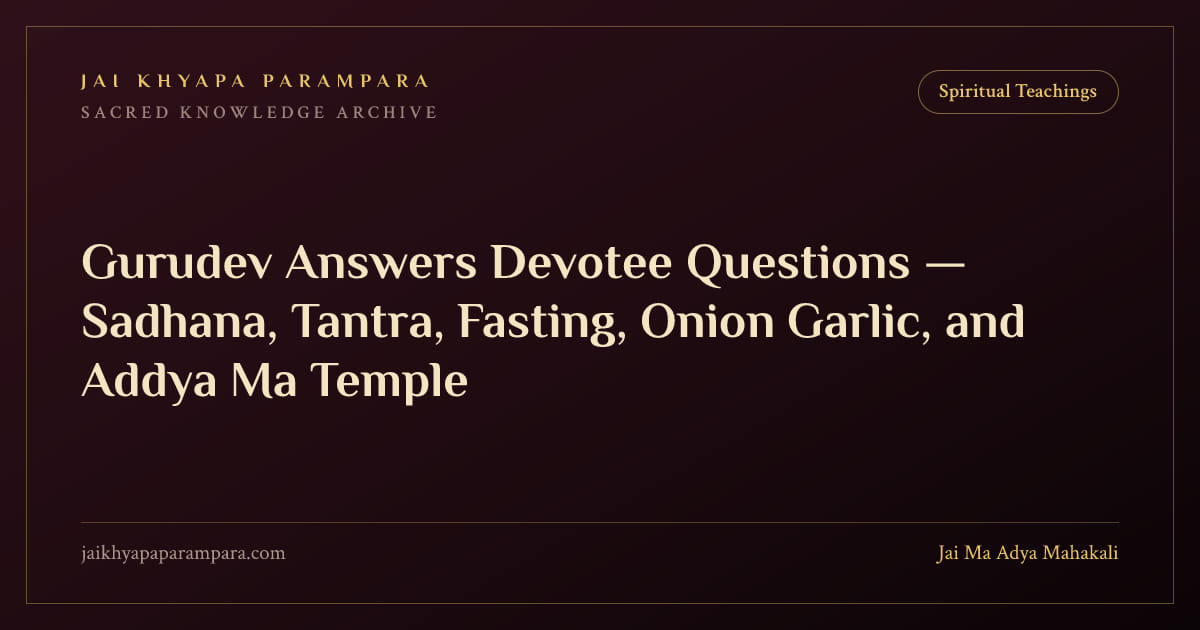 JAI KHYAPA PARAMPARA
SACRED KNOWLEDGE ARCHIVE
Spiritual Teachings
Gurudev Answers Devotee Questions —
Sadhana, Tantra, Fasting, Onion Garlic, and
Addya Ma Temple
jaikhyapaparampara.com
Jai Ma Adya Mahakali